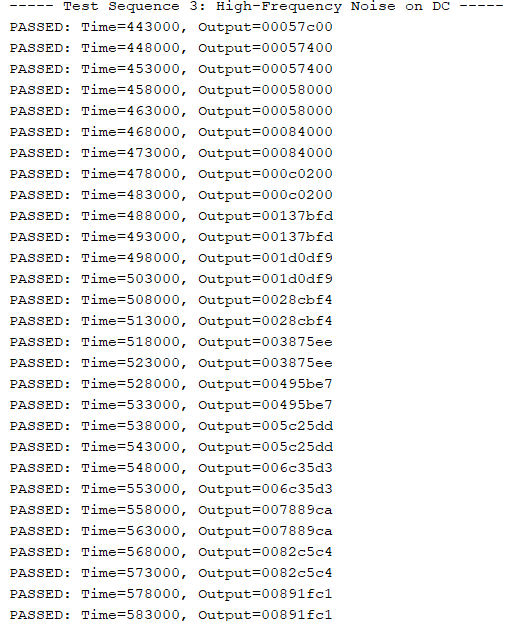 ----- Test Sequence 3: High-Frequency Noise on DC -----
PASSED: Time=443000, Output=00057c00
PASSED: Time=448000, Output=00057400
PASSED: Time=453000, Output=00057400
PASSED: Time=458000, Output=00058000
PASSED: Time=463000, Output=00058000
PASSED: Time=468000, Output=00084000
PASSED: Time=473000, Output=00084000
PASSED: Time=478000, Output=000c0200
PASSED: Time=483000, Output=000c0200
PASSED: Time=488000, Output=00137bfd
PASSED: Time=493000, Output=00137bfd
PASSED: Time=498000, Output=001d0df9
PASSED: Time=503000, Output=001d0df9
PASSED: Time=508000, Output=0028cbf4
PASSED: Time=513000, Output=0028cbf4
PASSED: Time=518000, Output=003875ee
PASSED: Time=523000, Output=003875ee
PASSED: Time=528000, Output=00495be7
PASSED: Time=533000, Output=00495be7
PASSED: Time=538000, Output=005c25dd
PASSED: Time=543000, Output=005c25dd
PASSED: Time=548000, Output=006c35d3
PASSED: Time=553000, Output=006c35d3
PASSED: Time=558000, Output=007889ca
PASSED: Time=563000, Output=007889ca
PASSED: Time=568000, Output=0082c5c4
PASSED: Time=573000, Output=0082c5c4
PASSED: Time=578000, Output=00891fc1
PASSED: Time=583000, Output=00891fc1